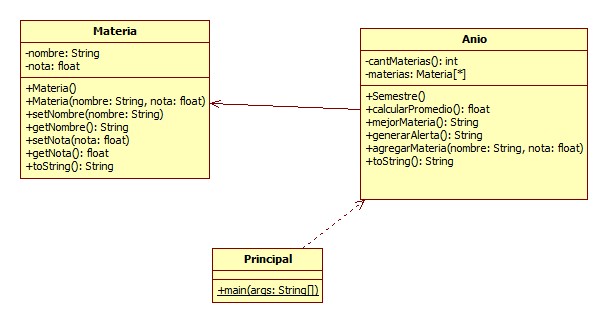 Materia
-nombre: String
-nota: float
+Materia()
+Materia(nombre: String, nota: float)
+setNombre(nombre: String)
+getNombre(): String
+setNota(nota: float)
+getNota(): float
+toString(): String
Anio
-cantMaterias(): int
-materias: Materia[*]
+Semestre()
+calcularPromedio(): float
+mejorMateria(): String
+generarAlerta(): String
+agregarMateria(nombre: String, nota: float)
+toString(): String
Principal
+main(args: String[])